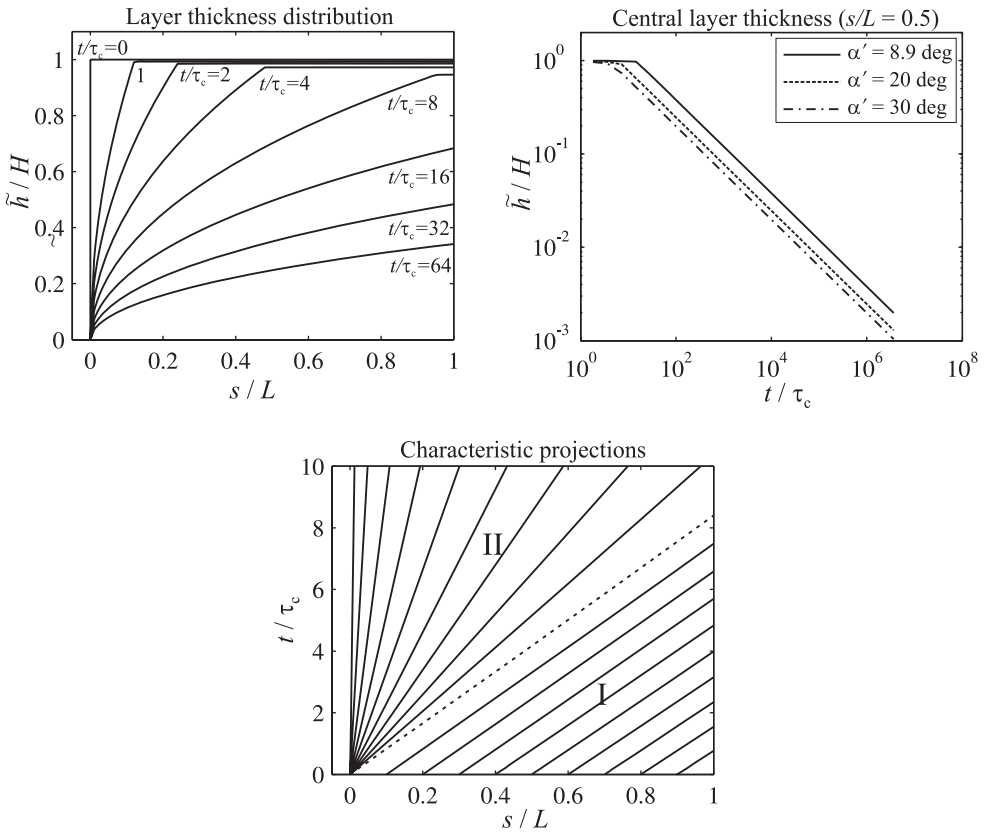 Layer thickness distribution
t/τc=0
1
t/τc=2
t/τc=4
t/τc=8
t/τc=16
t/τc=32
t/τc=64
1
0.8
0.6
0.4
0.2
0
h̃ / H
~
0 0.2 0.4 0.6 0.8 1
s / L
Central layer thickness (s/L = 0.5)
α′ = 8.9 deg
α′ = 20 deg
α′ = 30 deg
10^0
10^-1
10^-2
10^-3
h̃ / H
10^0 10^2 10^4 10^6 10^8
t / τc
Characteristic projections
10
8
6
4
2
0
t / τc
II
I
0 0.2 0.4 0.6 0.8 1
s / L